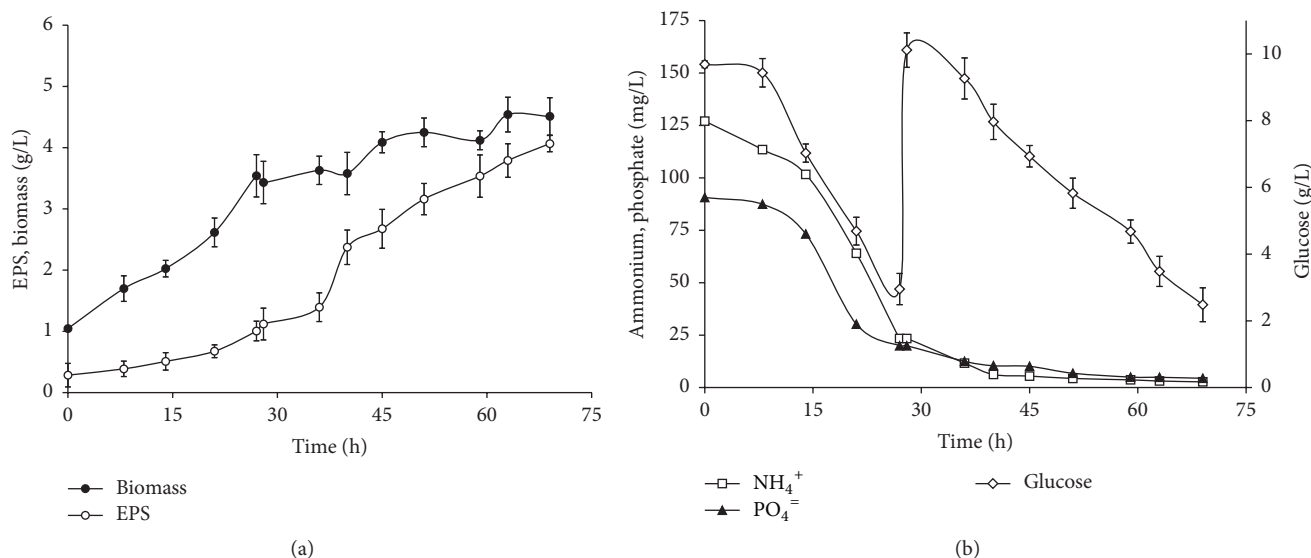 6
5
4
3
2
1
0
EPS, biomass (g/L)
0 15 30 45 60 75
Time (h)
Biomass
EPS
(a)
175
150
125
100
75
50
25
0
Ammonium, phosphate (mg/L)
10
8
6
4
2
0
Glucose (g/L)
0 15 30 45 60 75
Time (h)
NH₄⁺ Glucose
PO₄⁼
(b)